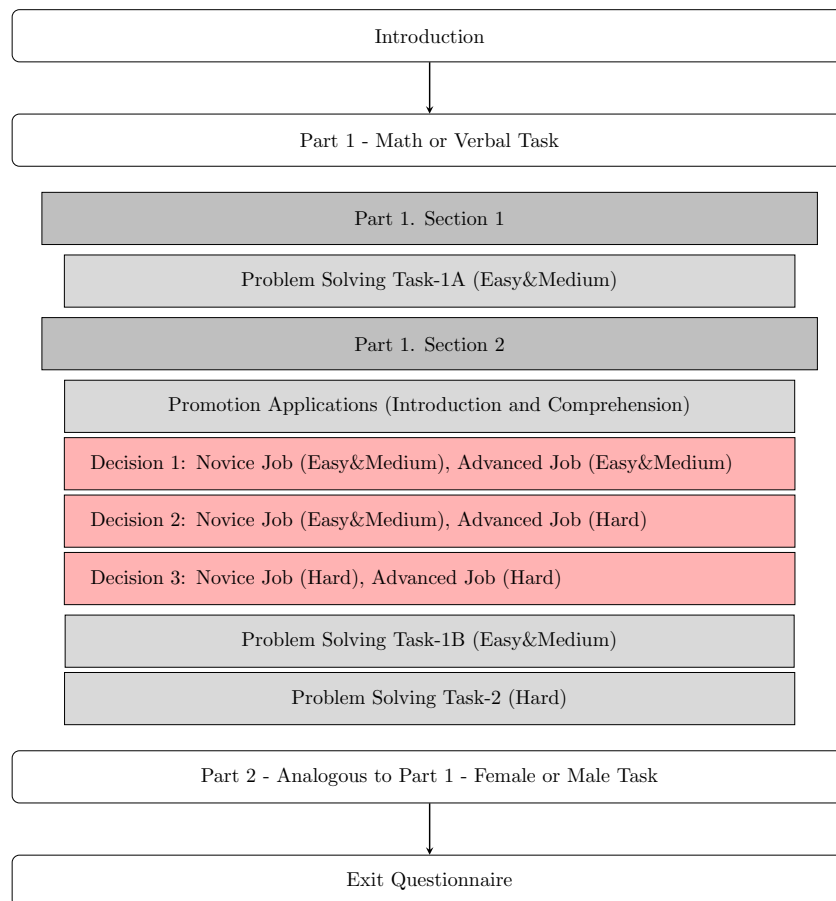 Introduction
Part 1 - Math or Verbal Task
Part 1. Section 1
Problem Solving Task-1A (Easy&Medium)
Part 1. Section 2
Promotion Applications (Introduction and Comprehension)
Decision 1: Novice Job (Easy&Medium), Advanced Job (Easy&Medium)
Decision 2: Novice Job (Easy&Medium), Advanced Job (Hard)
Decision 3: Novice Job (Hard), Advanced Job (Hard)
Problem Solving Task-1B (Easy&Medium)
Problem Solving Task-2 (Hard)
Part 2 - Analogous to Part 1 - Female or Male Task
Exit Questionnaire